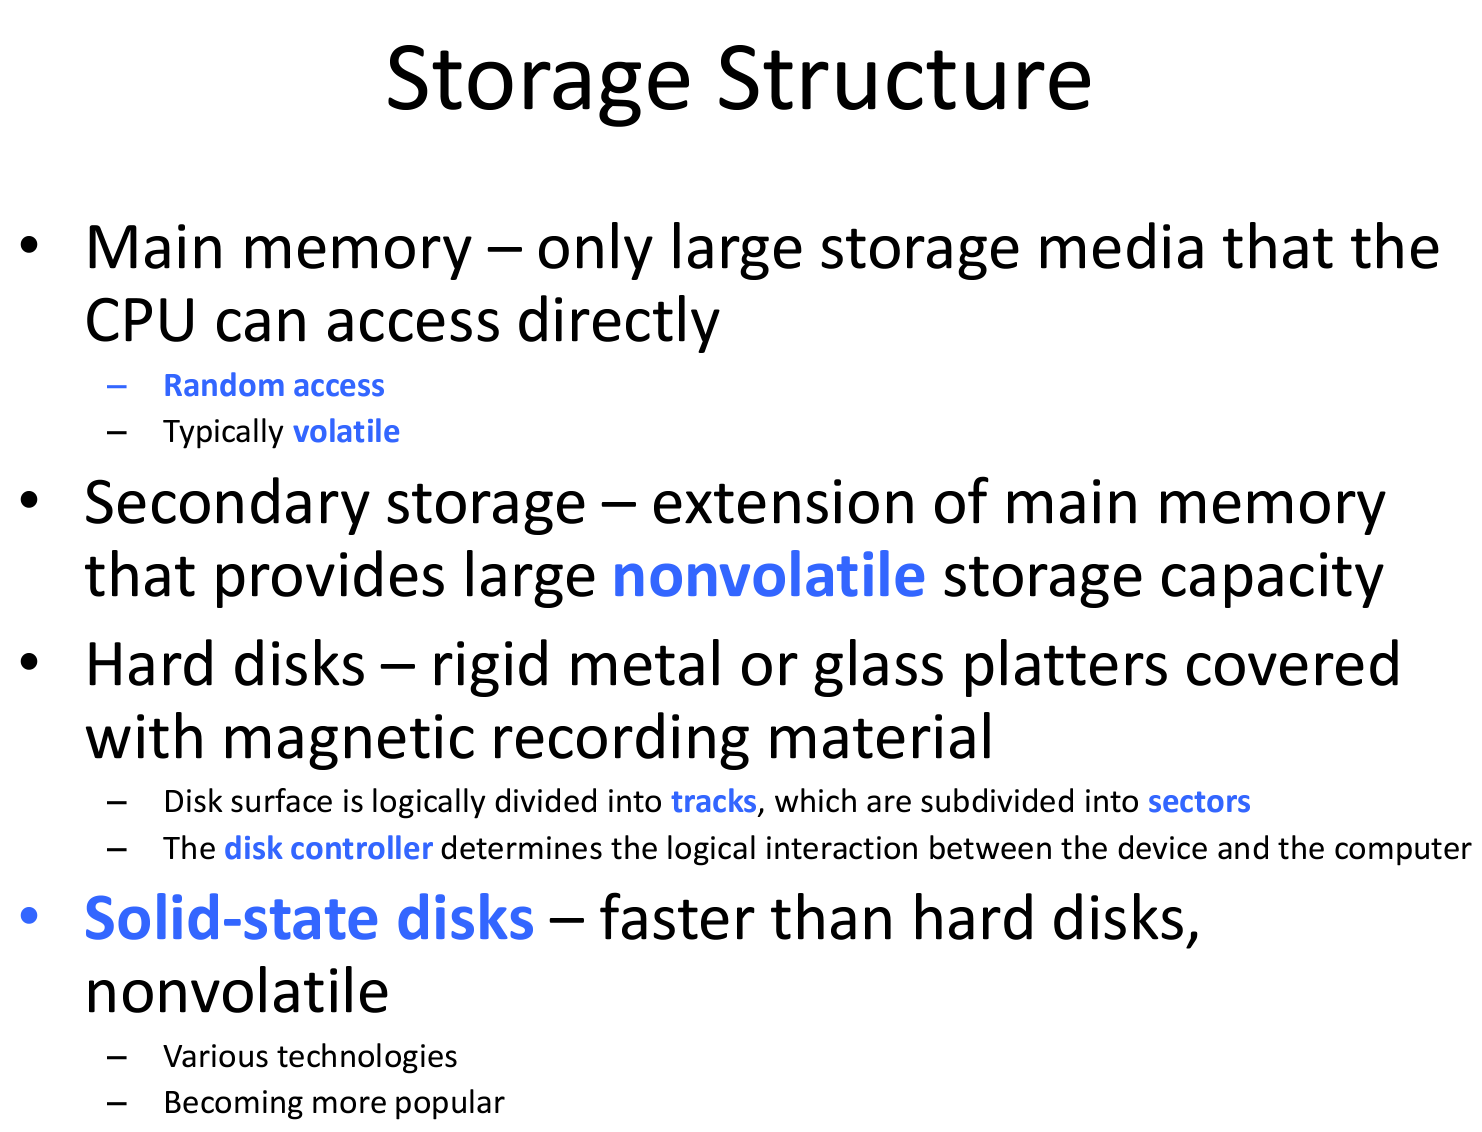 Storage Structure
• Main memory – only large storage media that the
CPU can access directly
– Random access
– Typically volatile
• Secondary storage – extension of main memory
that provides large nonvolatile storage capacity
• Hard disks – rigid metal or glass platters covered
with magnetic recording material
– Disk surface is logically divided into tracks, which are subdivided into sectors
– The disk controller determines the logical interaction between the device and the computer
• Solid-state disks – faster than hard disks,
nonvolatile
– Various technologies
– Becoming more popular